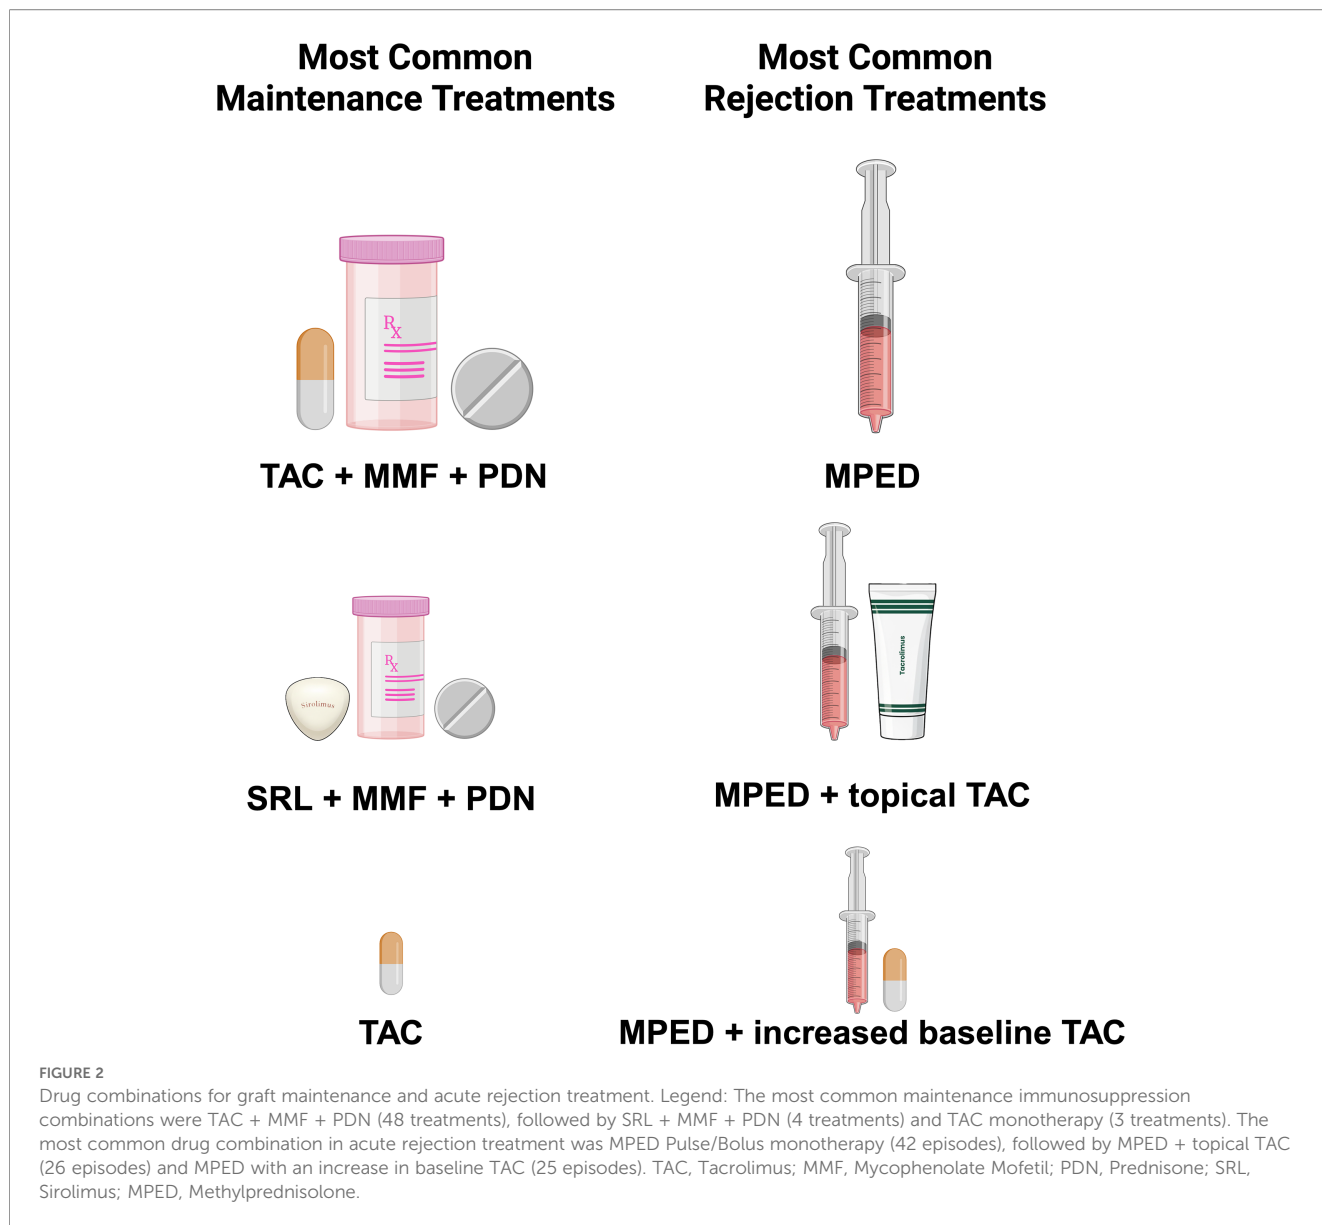 Most Common
Maintenance Treatments
Most Common
Rejection Treatments
Rx
TAC + MMF + PDN
MPED
Sirolimus
Rx
Tacrolimus
SRL + MMF + PDN
MPED + topical TAC
TAC
MPED + increased baseline TAC
FIGURE 2
Drug combinations for graft maintenance and acute rejection treatment. Legend: The most common maintenance immunosuppression
combinations were TAC + MMF + PDN (48 treatments), followed by SRL + MMF + PDN (4 treatments) and TAC monotherapy (3 treatments). The
most common drug combination in acute rejection treatment was MPED Pulse/Bolus monotherapy (42 episodes), followed by MPED + topical TAC
(26 episodes) and MPED with an increase in baseline TAC (25 episodes). TAC, Tacrolimus; MMF, Mycophenolate Mofetil; PDN, Prednisone; SRL,
Sirolimus; MPED, Methylprednisolone.